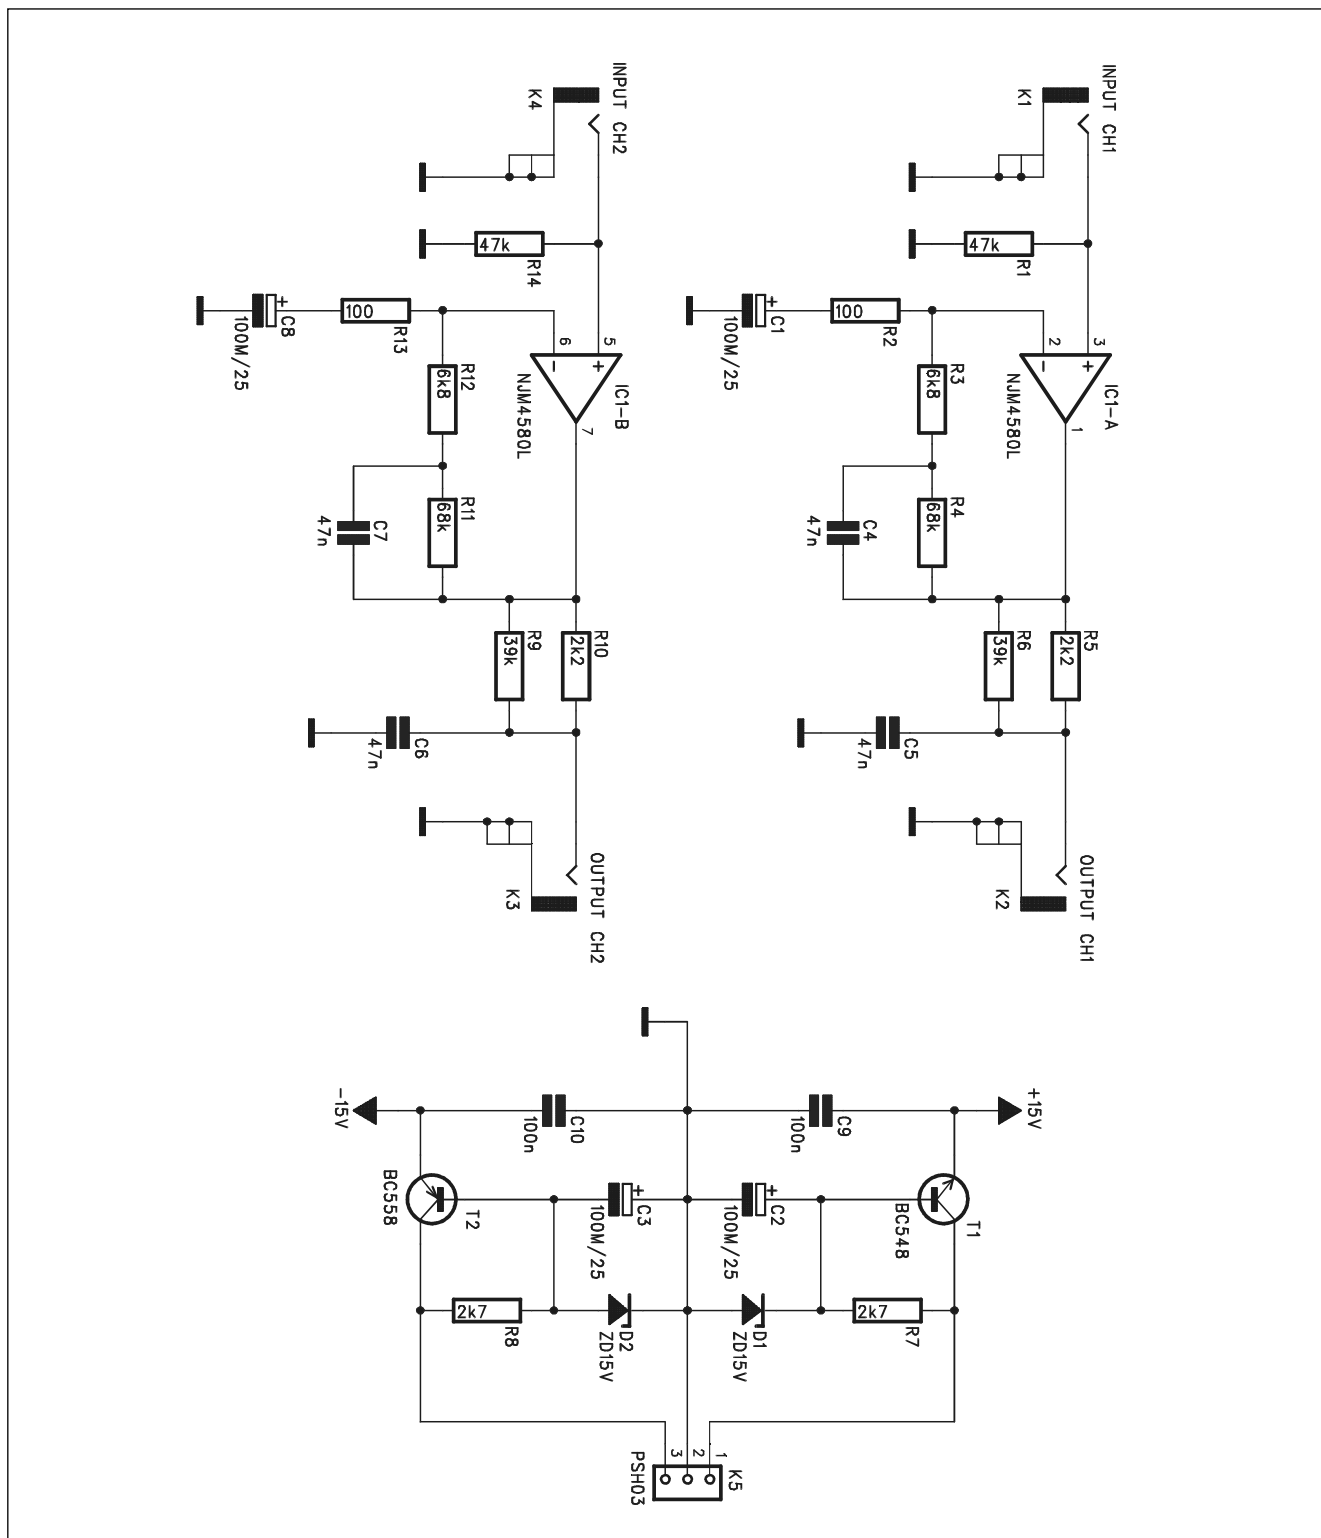 INPUT CH1
K1
47k
R1
100
R2
C1
+
100M/25
3
2
+
-
IC1-A
NJM4580L
1
R3
6k8
R4
68k
C4
47n
R5
2k2
R6
39k
C5
47n
OUTPUT CH1
K2
INPUT CH2
K4
47k
R14
100
R13
C8
+
100M/25
5
6
+
-
IC1-B
NJM4580L
7
R12
6k8
R11
68k
C7
47n
R10
2k2
R9
39k
C6
47n
OUTPUT CH2
K3
+15V
C9
100n
C10
100n
-15V
T1
BC548
C2
+
100M/25
C3
+
100M/25
T2
BC558
R7
2k7
D1
ZD15V
D2
ZD15V
R8
2k7
1
2
3
K5
PSH03